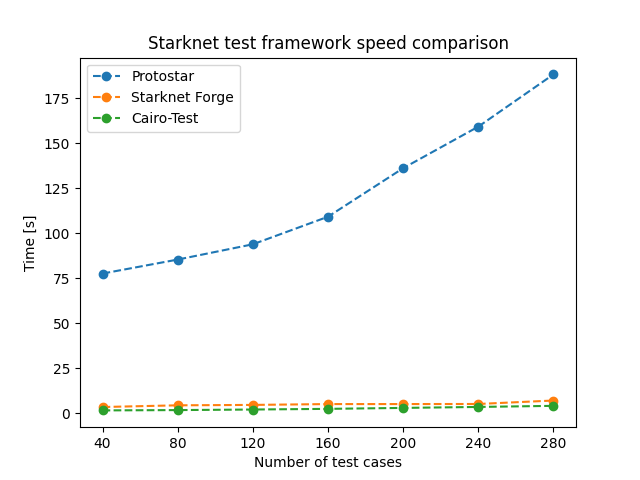 Starknet test framework speed comparison
Protostar
Starknet Forge
Cairo-Test
175
150
125
100
75
50
25
0
Time [s]
40 80 120 160 200 240 280
Number of test cases